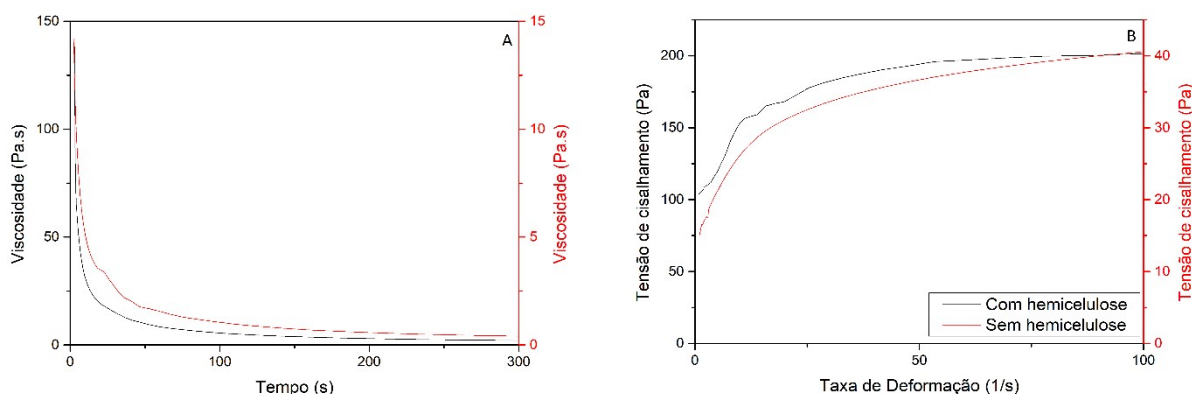 A
Viscosidade (Pa.s)
150
100
50
0
15
10
5
0
Viscosidade (Pa.s)
0
100
200
300
Tempo (s)
B
Tensão de cisalhamento (Pa)
200
150
100
50
0
40
30
20
10
0
Tensão de cisalhamento (Pa)
Com hemicelulose
Sem hemicelulose
0
50
100
Taxa de Deformação (1/s)